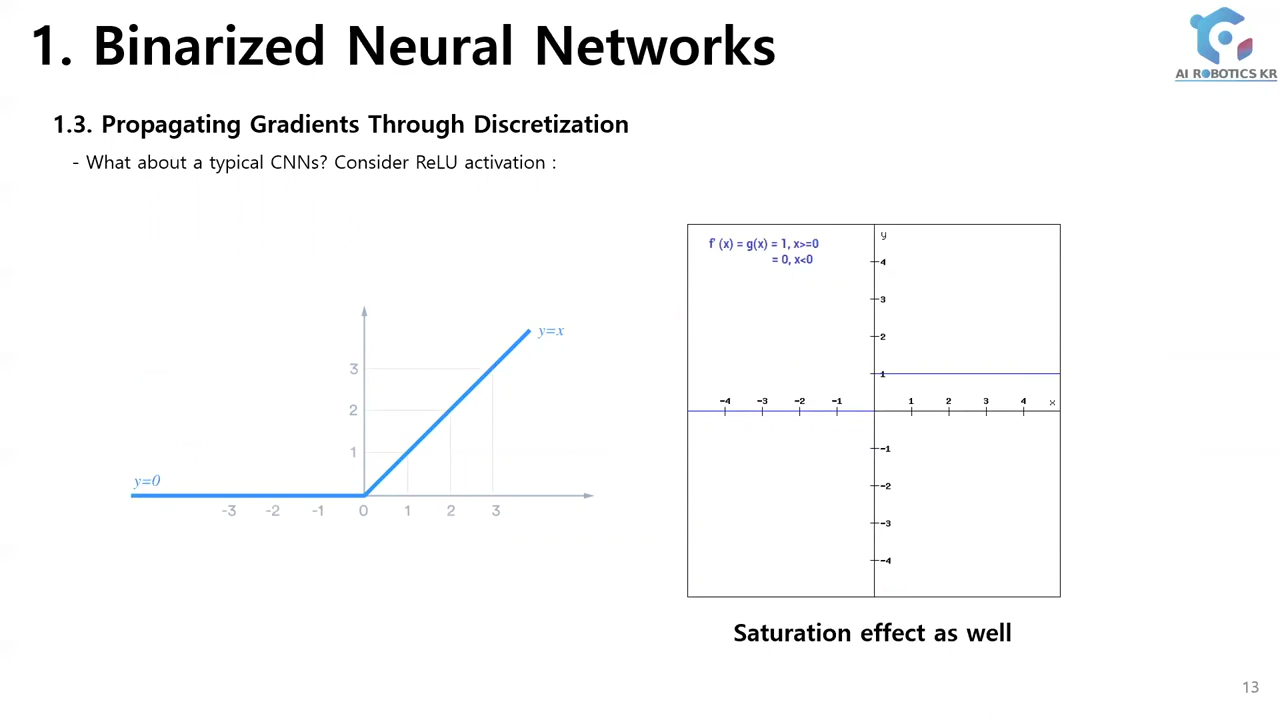 1. Binarized Neural Networks
AI ROBOTICS KR
1.3. Propagating Gradients Through Discretization
- What about a typical CNNs? Consider ReLU activation :
y=x
3
2
1
y=0
-3 -2 -1 0 1 2 3
f' (x) = g(x) = 1, x>=0
= 0, x<0
y
4
3
2
1
-4 -3 -2 -1 1 2 3 4 x
-1
-2
-3
-4
Saturation effect as well
13